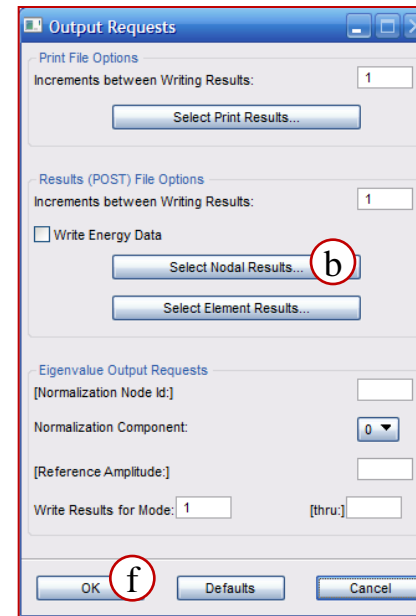 Output Requests
Print File Options
Increments between Writing Results: 1
Select Print Results...
Results (POST) File Options
Increments between Writing Results: 1
Write Energy Data
Select Nodal Results... b
Select Element Results...
Eigenvalue Output Requests
[Normalization Node Id:]
Normalization Component: 0
[Reference Amplitude:]
Write Results for Mode: 1 [thru:]
OK f Defaults Cancel